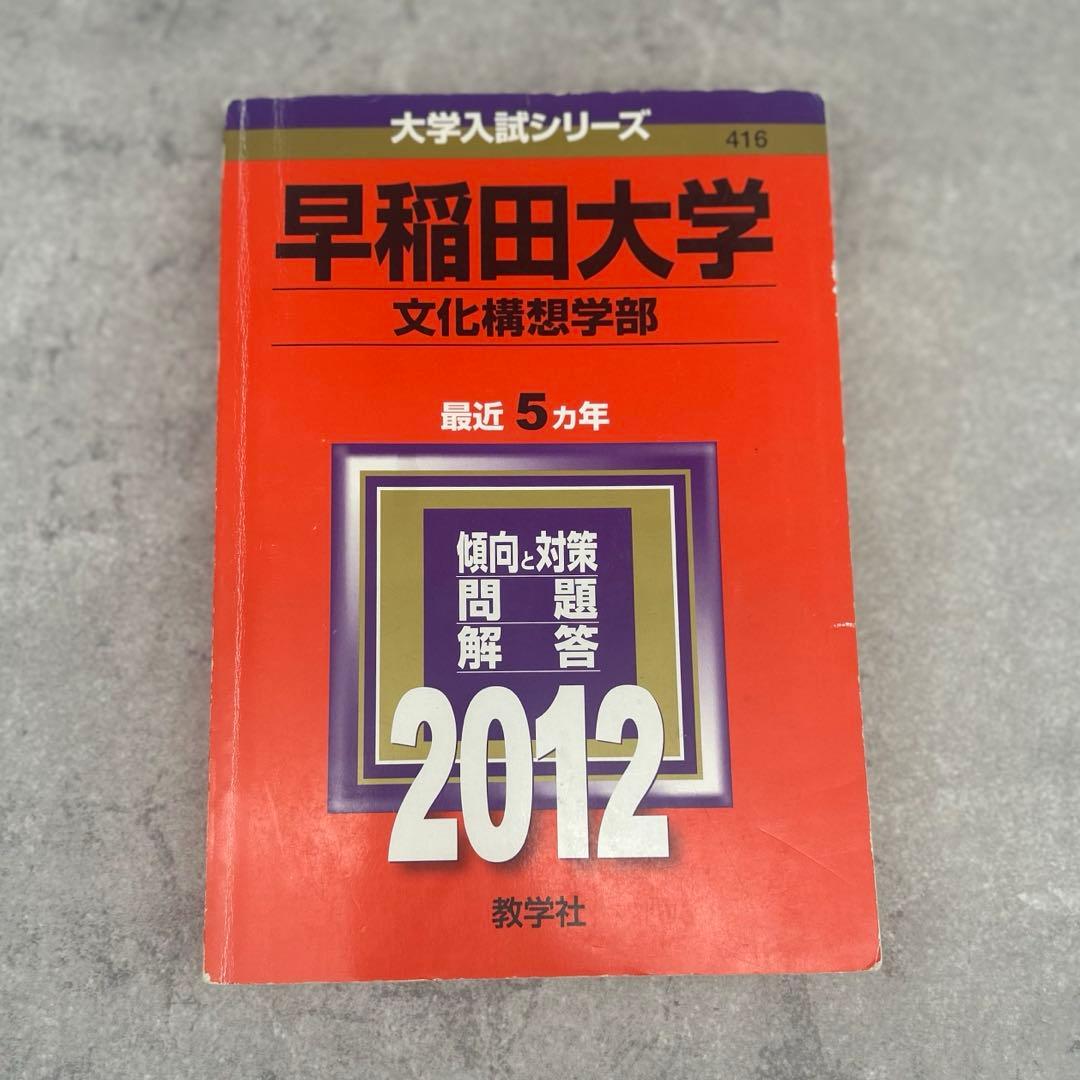 大学入試シリーズ
416
早稲田大学
文化構想学部
最近 5ヵ年
傾向と対策
問題
解答
2012
教学社